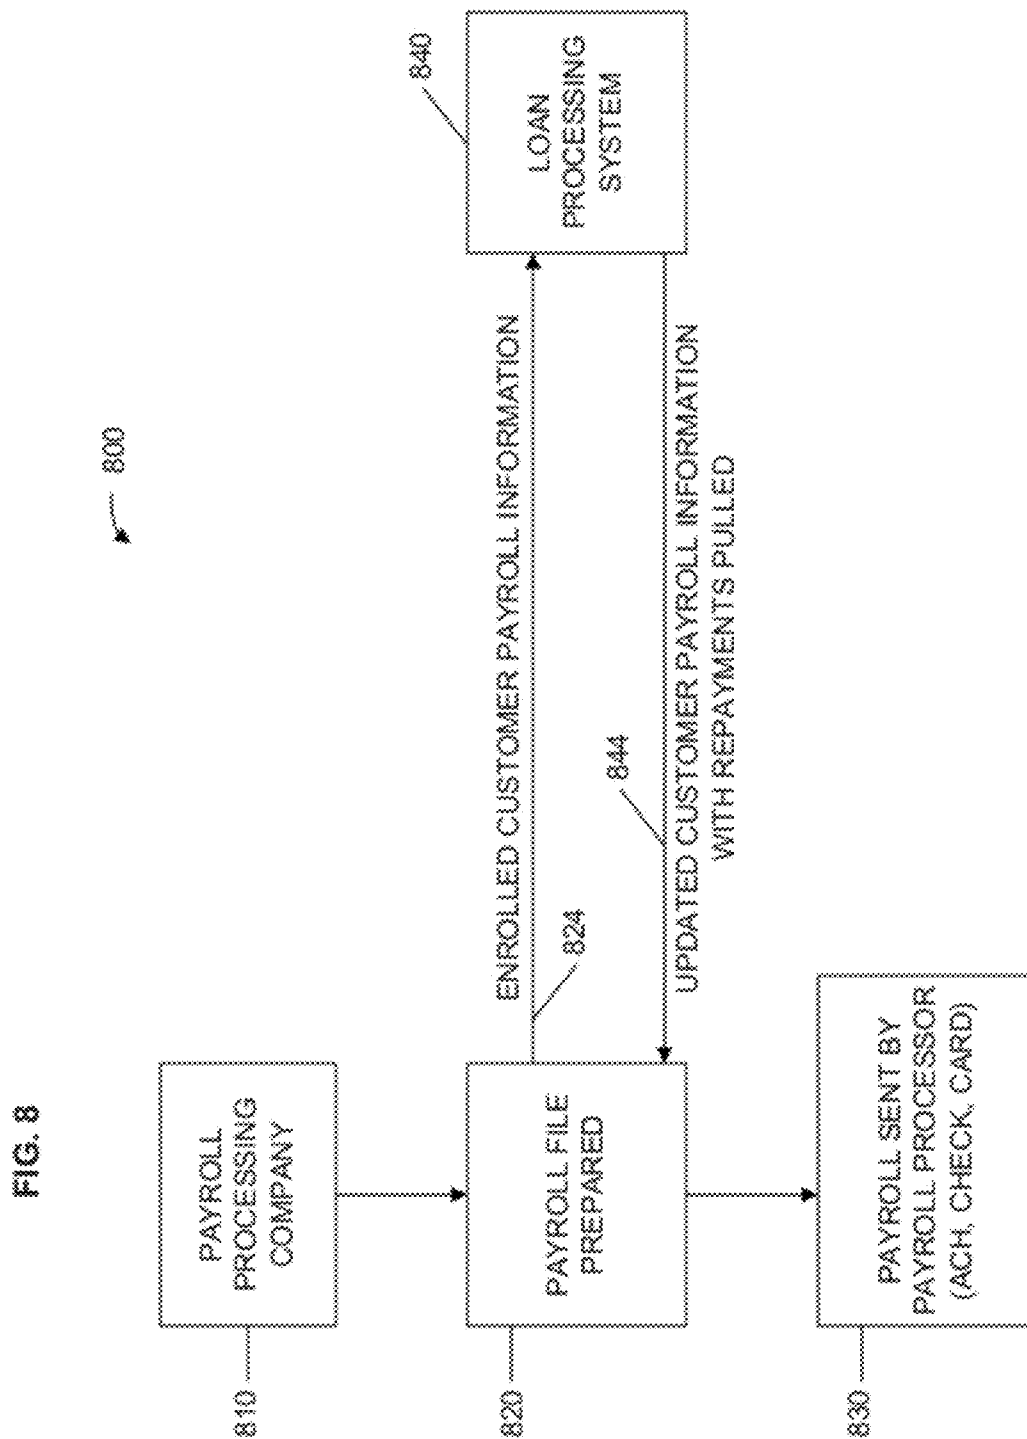 FIG. 8
800
810
PAYROLL
PROCESSING
COMPANY
820
PAYROLL FILE
PREPARED
824
ENROLLED CUSTOMER PAYROLL INFORMATION
840
LOAN
PROCESSING
SYSTEM
844
UPDATED CUSTOMER PAYROLL INFORMATION
WITH REPAYMENTS PULLED
830
PAYROLL SENT BY
PAYROLL PROCESSOR
(ACH, CHECK, CARD)